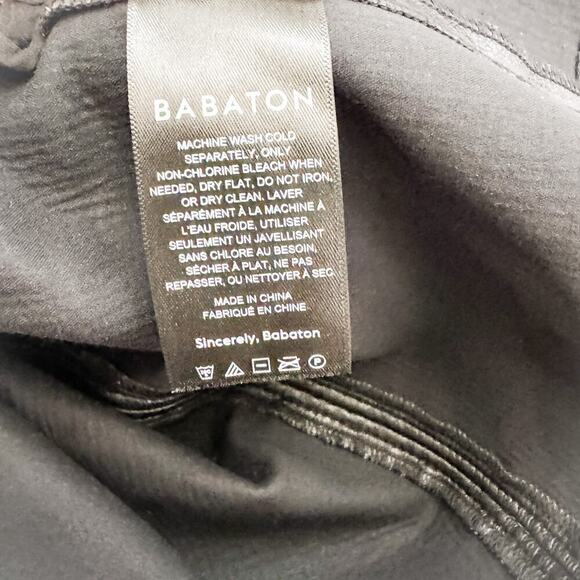 BABATON
MACHINE WASH COLD
SEPARATELY, ONLY
NON-CHLORINE BLEACH WHEN
NEEDED, DRY FLAT, DO NOT IRON,
OR DRY CLEAN. LAVER
SÉPARÉMENT À LA MACHINE À
L'EAU FROIDE, UTILISER
SEULEMENT UN JAVELLISANT
SANS CHLORE AU BESOIN,
SÉCHER À PLAT, NE PAS
REPASSER, OU NETTOYER À SEC
MADE IN CHINA
FABRIQUÉ EN CHINE
Sincerely, Babaton
P